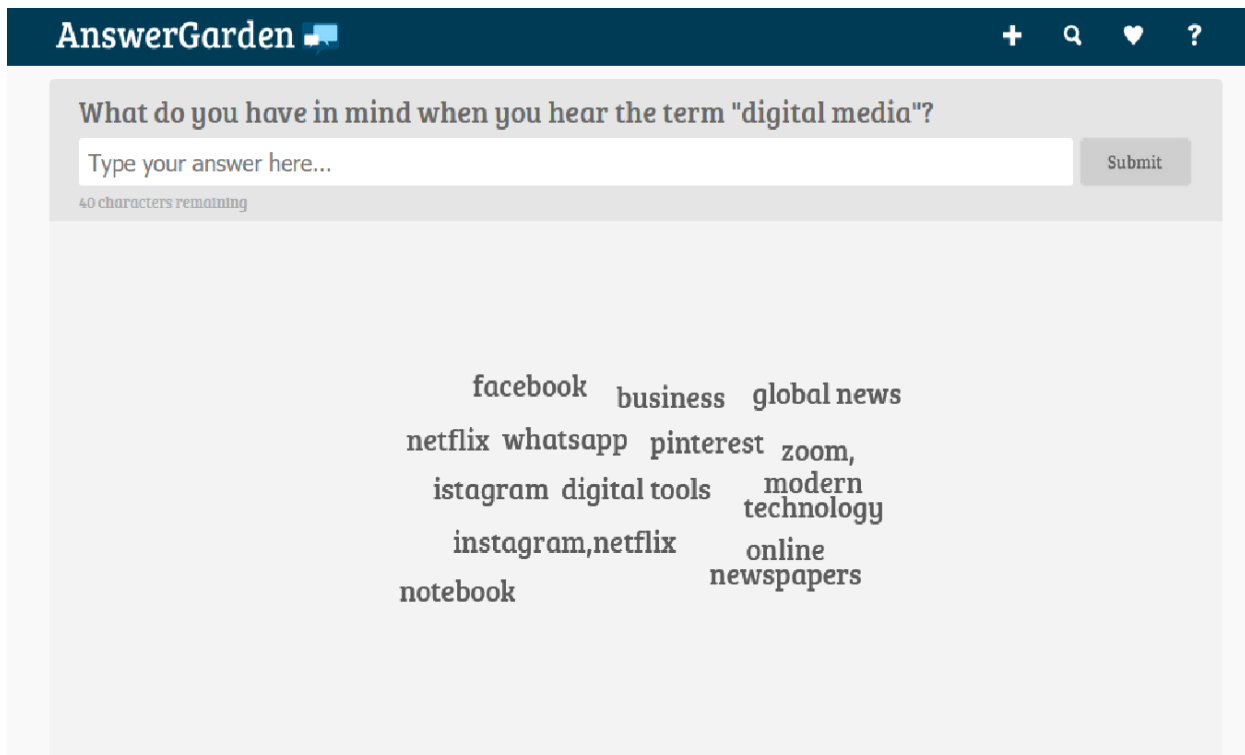 AnswerGarden
What do you have in mind when you hear the term "digital media"?
Type your answer here...
Submit
40 characters remaining
facebook
business
global news
netflix
whatsapp
pinterest
zoom,
istagram
digital tools
modern
technology
instagram,netflix
online
newspapers
notebook